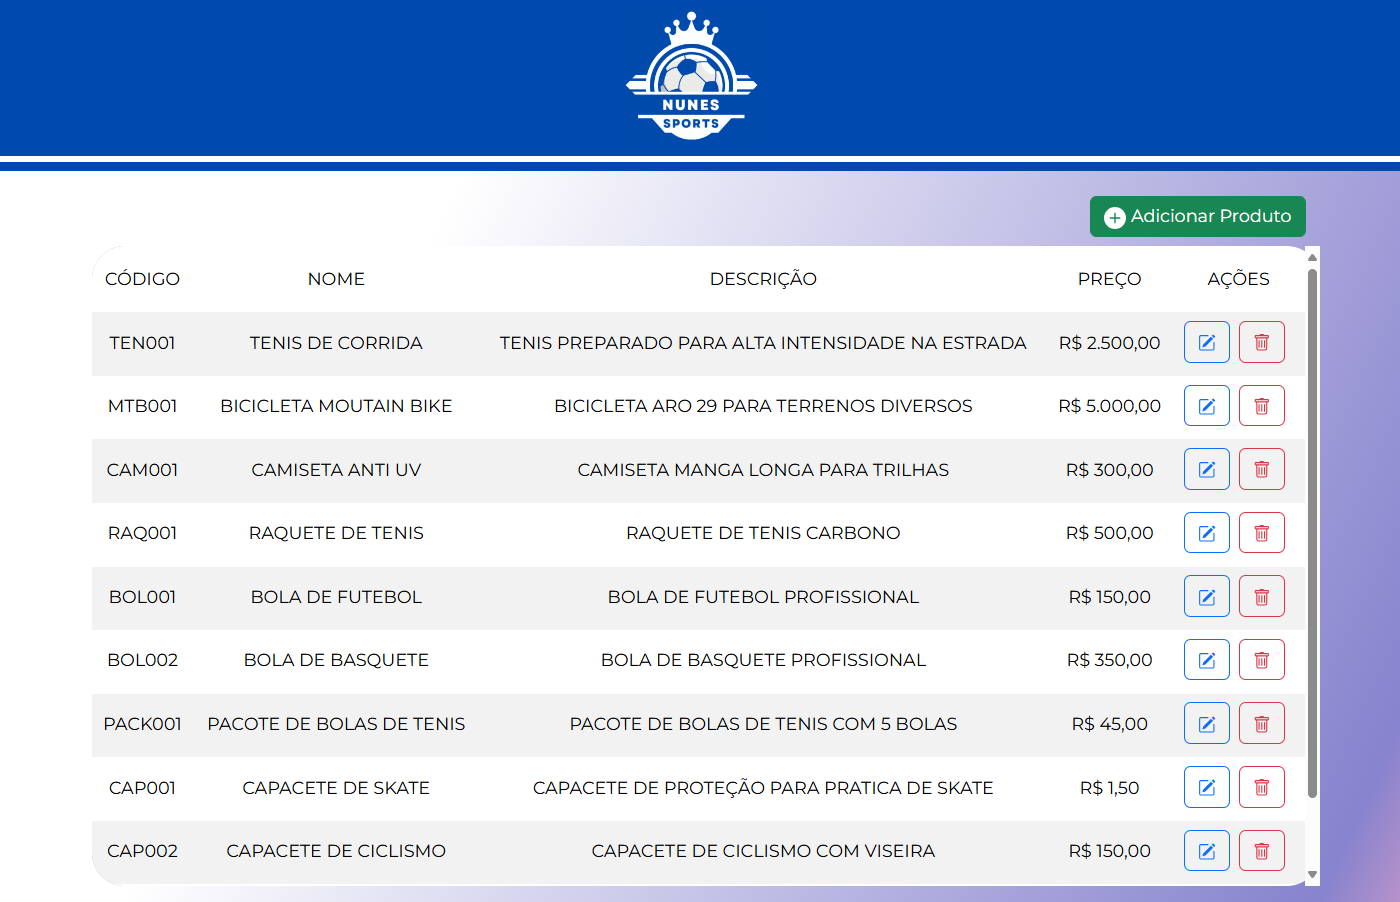 NUNES
SPORTS
Adicionar Produto
CÓDIGO NOME DESCRIÇÃO PREÇO AÇÕES
TEN001 TENIS DE CORRIDA TENIS PREPARADO PARA ALTA INTENSIDADE NA ESTRADA R$ 2.500,00
MTB001 BICICLETA MOUTAIN BIKE BICICLETA ARO 29 PARA TERRENOS DIVERSOS R$ 5.000,00
CAM001 CAMISETA ANTI UV CAMISETA MANGA LONGA PARA TRILHAS R$ 300,00
RAQ001 RAQUETE DE TENIS RAQUETE DE TENIS CARBONO R$ 500,00
BOL001 BOLA DE FUTEBOL BOLA DE FUTEBOL PROFISSIONAL R$ 150,00
BOL002 BOLA DE BASQUETE BOLA DE BASQUETE PROFISSIONAL R$ 350,00
PACK001 PACOTE DE BOLAS DE TENIS PACOTE DE BOLAS DE TENIS COM 5 BOLAS R$ 45,00
CAP001 CAPACETE DE SKATE CAPACETE DE PROTEÇÃO PARA PRATICA DE SKATE R$ 1,50
CAP002 CAPACETE DE CICLISMO CAPACETE DE CICLISMO COM VISEIRA R$ 150,00